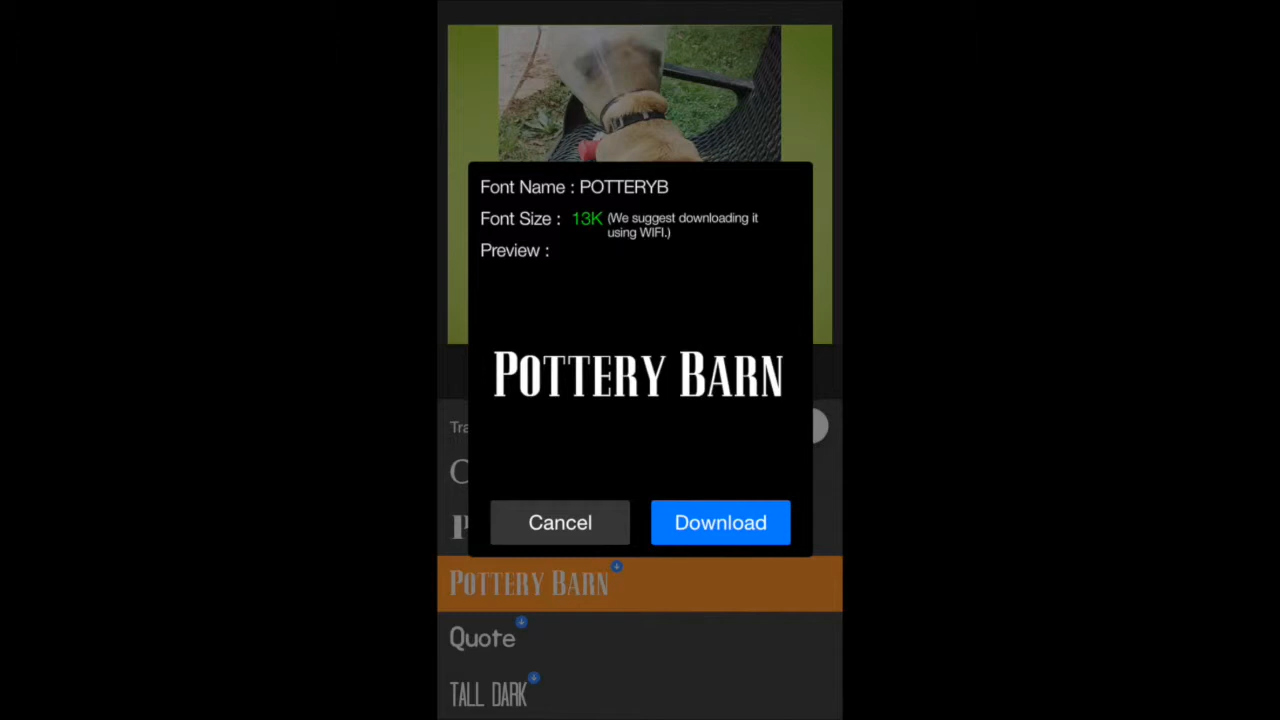 Font Name : POTTERYB
Font Size : 13K (We suggest downloading it
using WIFI.)
Preview :
POTTERY BARN
Cancel Download
POTTERY BARN
Quote
TALL DARK